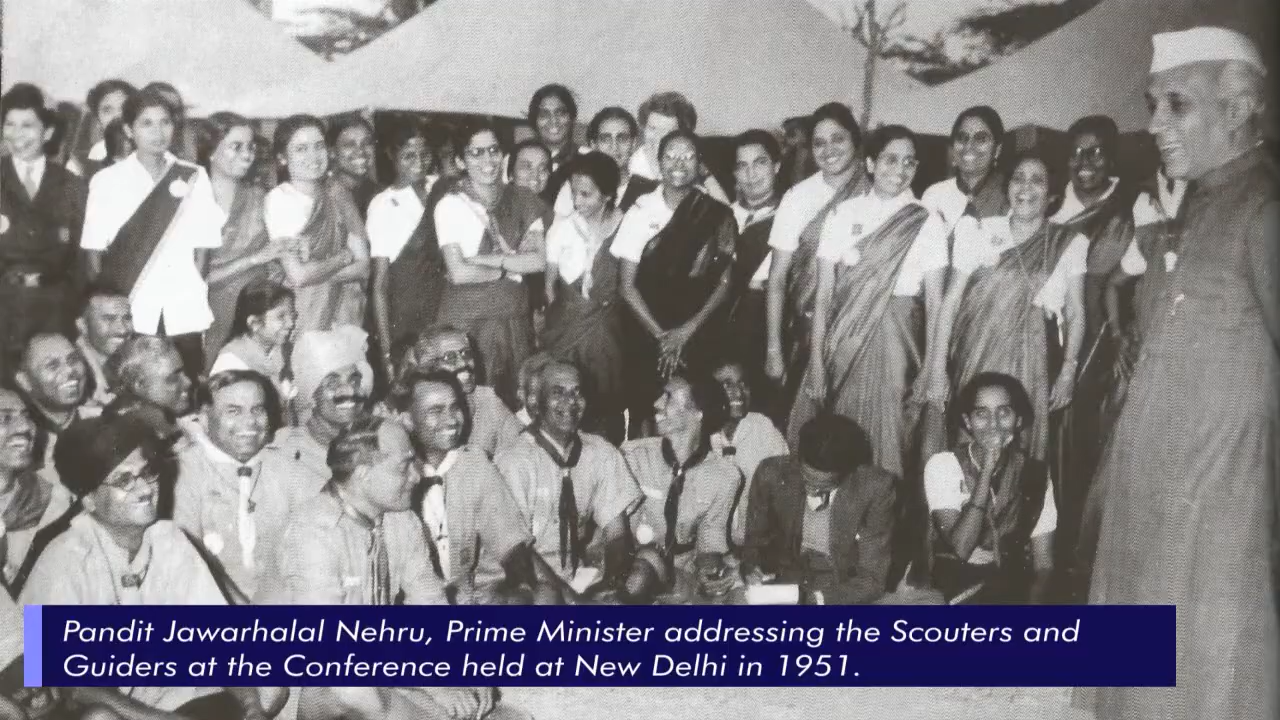 Pandit Jawarhalal Nehru, Prime Minister addressing the Scouters and
Guiders at the Conference held at New Delhi in 1951.